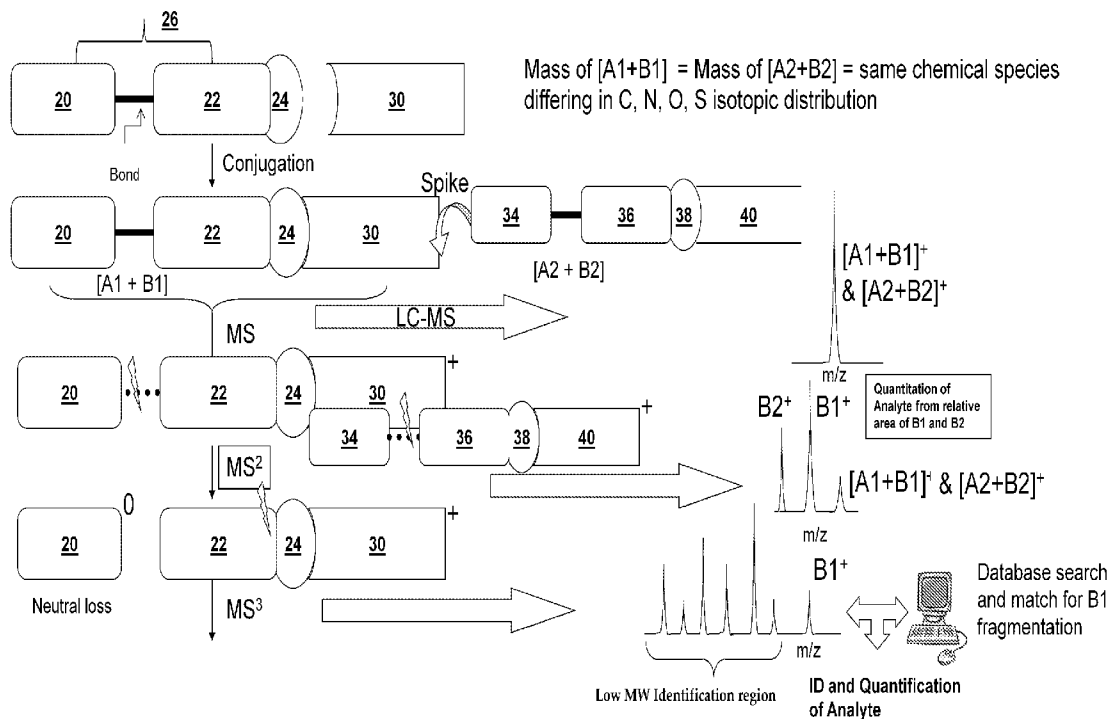 26
20
22
24
30
Mass of [A1+B1] = Mass of [A2+B2] = same chemical species
differing in C, N, O, S isotopic distribution
Bond
Conjugation
Spike
20
22
24
30
34
36
38
40
[A1 + B1]
[A2 + B2]
[A1+B1]+
& [A2+B2]+
LC-MS
MS
m/z
20
22
24
30
+
34
36
38
40
+
Quantitation of
Analyte from relative
area of B1 and B2
B2+
B1+
MS2
[A1+B1]+ & [A2+B2]+
m/z
20
0
22
24
30
+
Neutral loss
MS3
B1+
m/z
Database search
and match for B1
fragmentation
Low MW Identification region
ID and Quantification
of Analyte